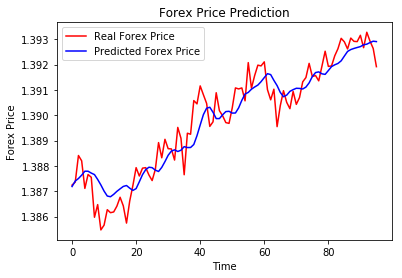 Forex Price Prediction
Real Forex Price
Predicted Forex Price
1.393
1.392
1.391
1.390
1.389
1.388
1.387
1.386
Forex Price
0 20 40 60 80
Time